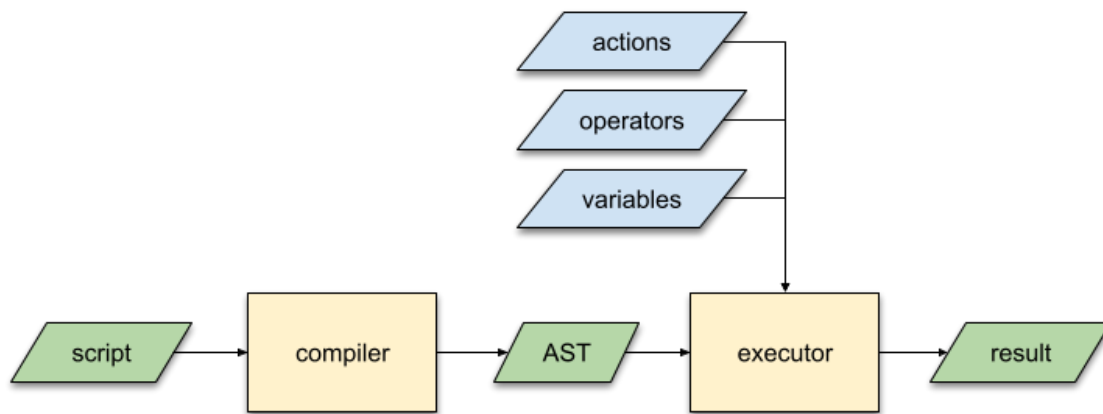 actions
operators
variables
script
compiler
AST
executor
result